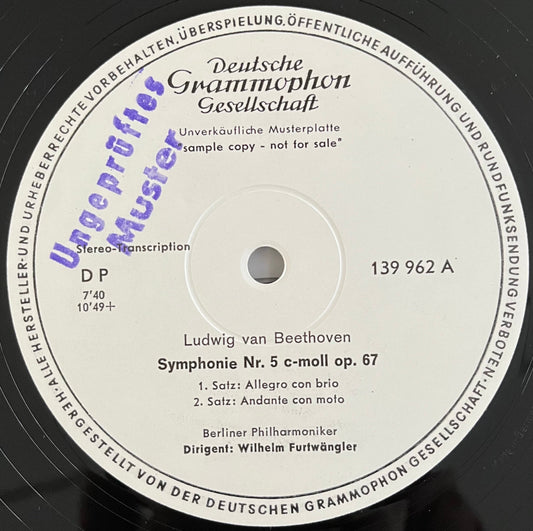 ALLE HERSTELLER- UND URHEBERRECHTE VORBEHALTEN, ÜBERSPIELUNG, ÖFFENTLICHE AUFFÜHRUNG UND RUNDFUNKSENDUNG VERBOTEN.
Deutsche
Grammophon
Gesellschaft
Unverkäufliche Musterplatte
"sample copy - not for sale"
Ungeprüftes
Muster
Stereo-Transcription
D P
139 962 A
7'40
10'49+
Ludwig van Beethoven
Symphonie Nr. 5 c-moll op. 67
1. Satz: Allegro con brio
2. Satz: Andante con moto
Berliner Philharmoniker
Dirigent: Wilhelm Furtwängler
HERGESTELLT VON DER DEUTSCHEN GRAMMOPHON GESELLSCHAFT